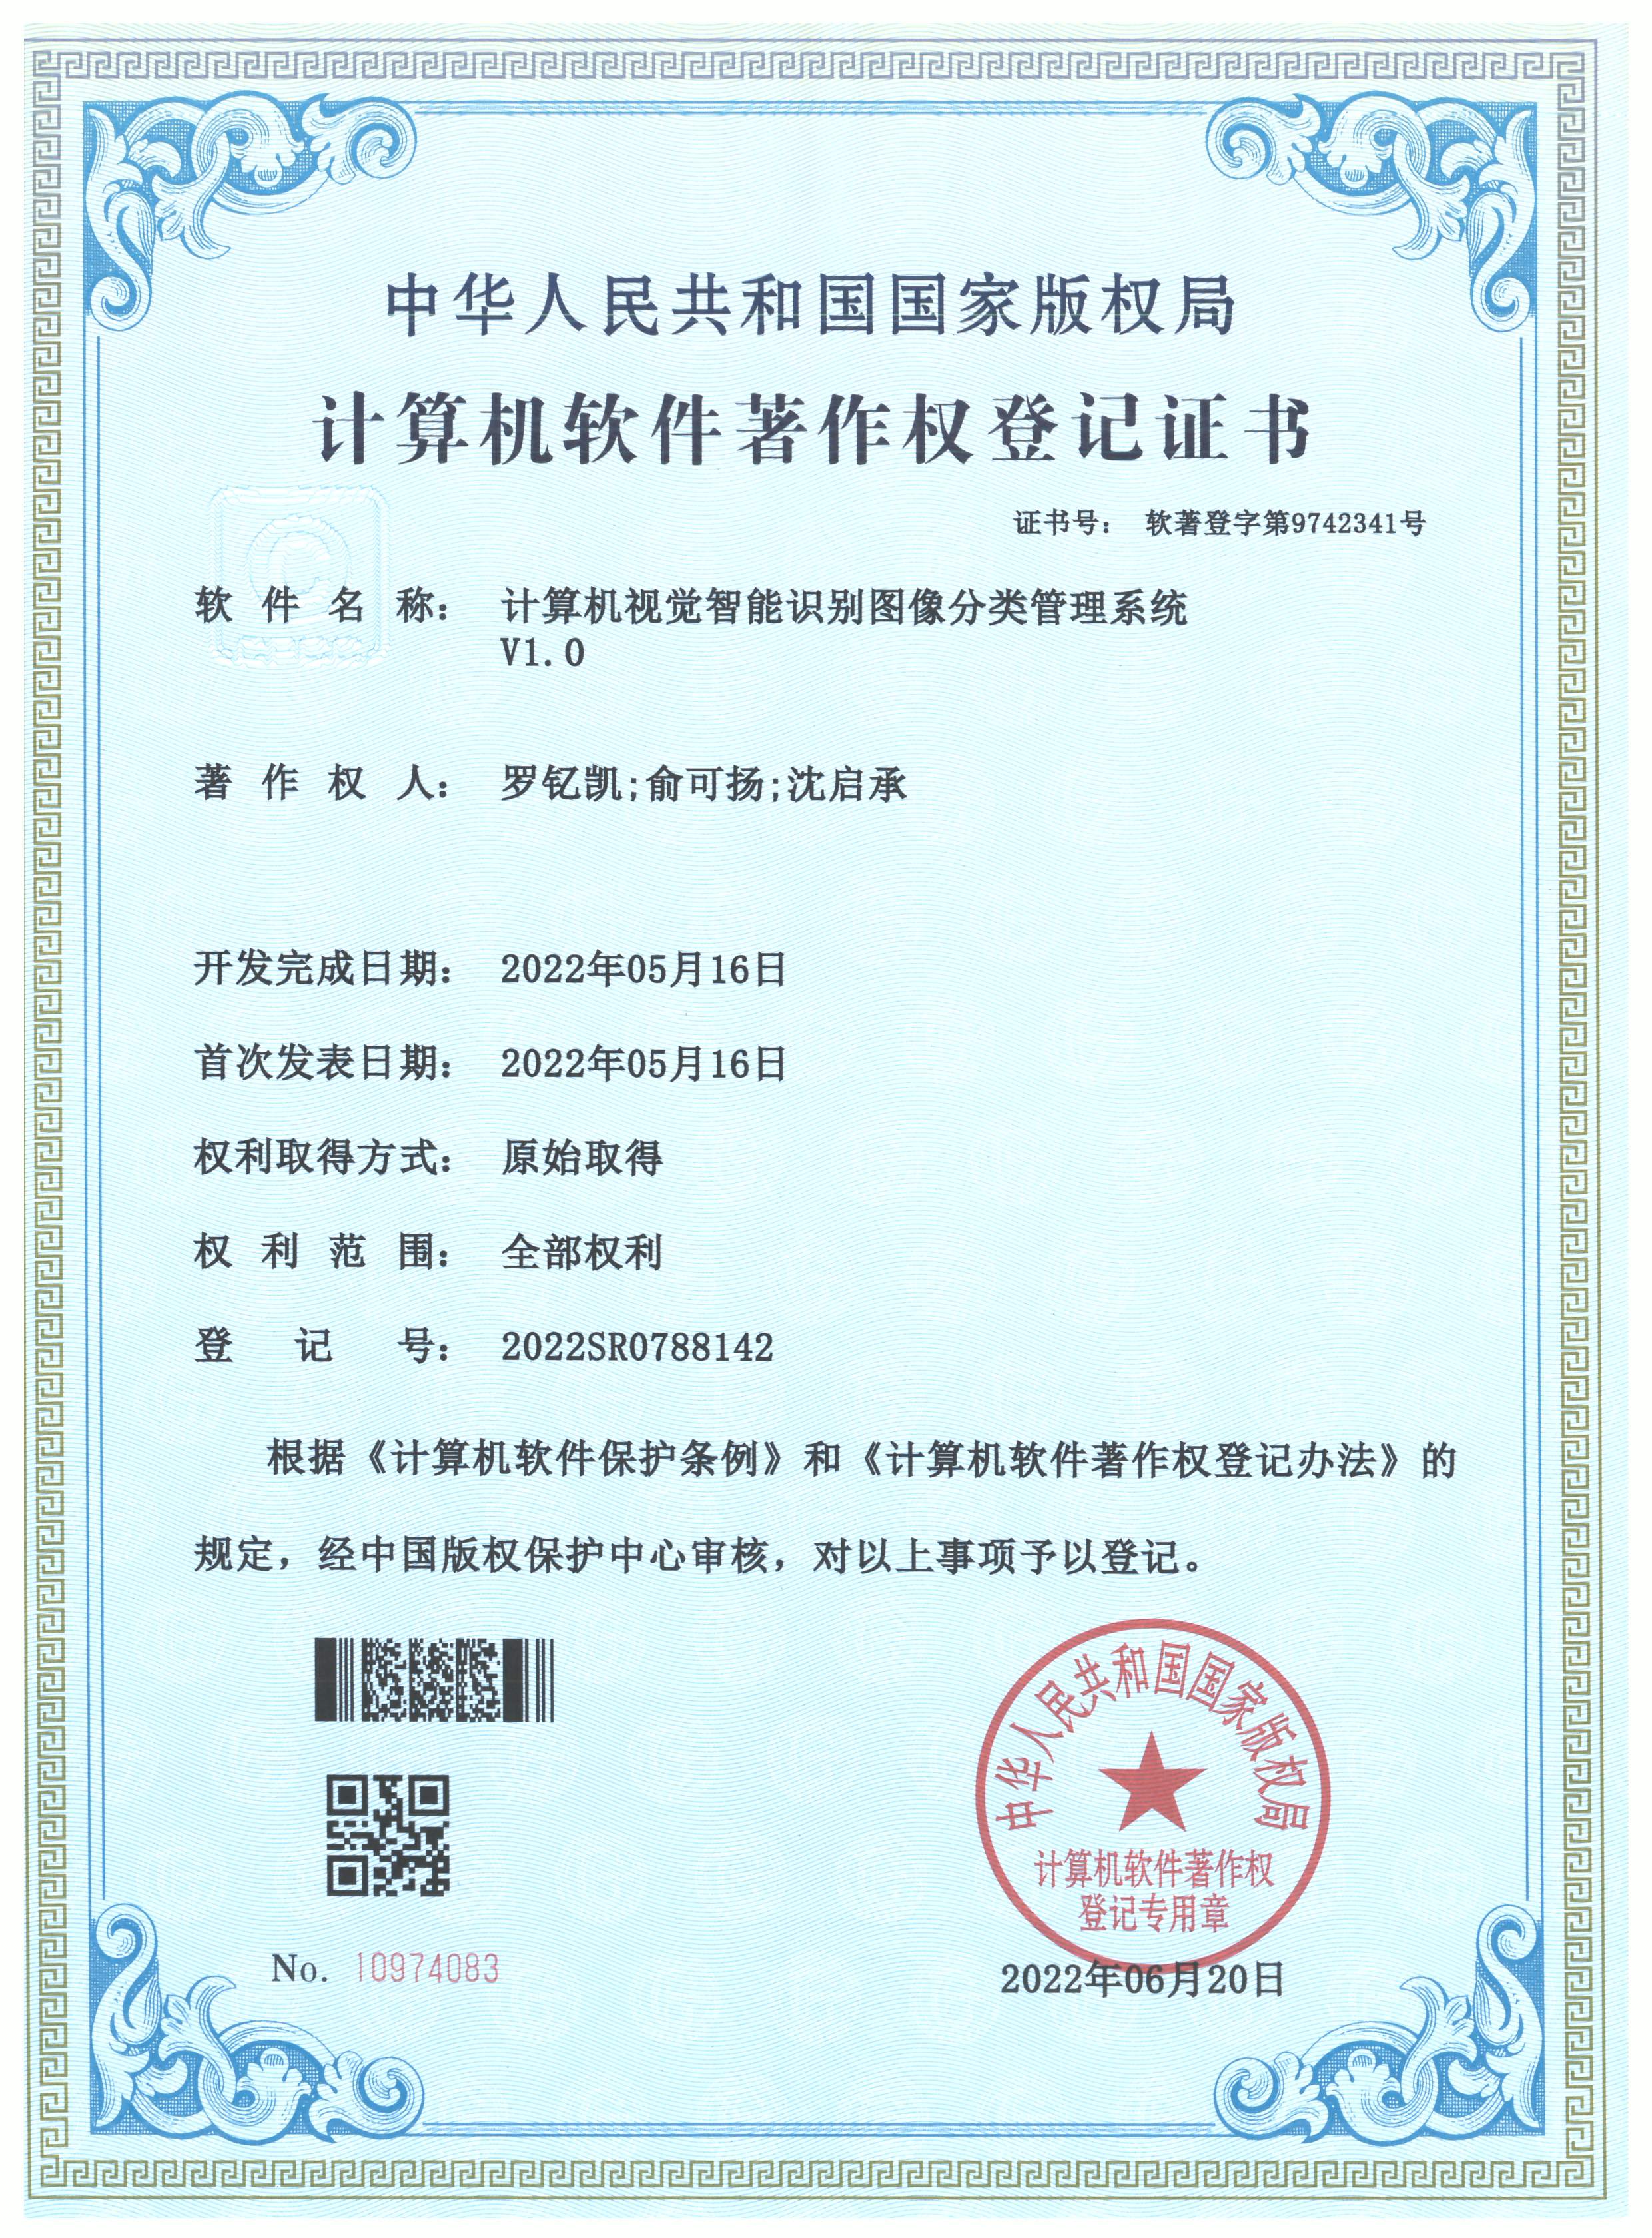 中华人民共和国国家版权局
计算机软件著作权登记证书
证书号： 软著登字第9742341号
软件名称： 计算机视觉智能识别图像分类管理系统
V1.0
著作权人： 罗钇凯;俞可扬;沈启承
开发完成日期： 2022年05月16日
首次发表日期： 2022年05月16日
权利取得方式： 原始取得
权利范围： 全部权利
登记号： 2022SR0788142
根据《计算机软件保护条例》和《计算机软件著作权登记办法》的
规定，经中国版权保护中心审核，对以上事项予以登记。
中华人民共和国国家版权局
计算机软件著作权
登记专用章
No. 10974083
2022年06月20日